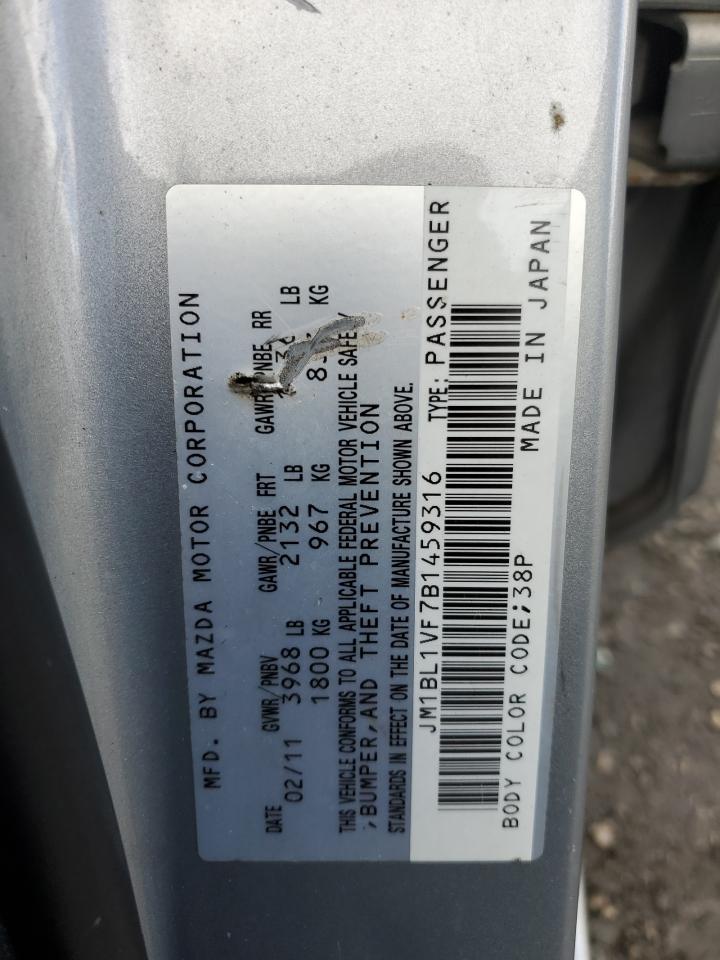 MFD. BY MAZDA MOTOR CORPORATION
DATE GVWR/PNBV GAWR/PNBE FRT GAWR/PNBE RR
02/11 3968 LB 2132 LB LB
1800 KG 967 KG KG
THIS VEHICLE CONFORMS TO ALL APPLICABLE FEDERAL MOTOR VEHICLE SAFETY
,BUMPER,AND THEFT PREVENTION
STANDARDS IN EFFECT ON THE DATE OF MANUFACTURE SHOWN ABOVE.
JM1BL1VF7B1459316 TYPE: PASSENGER
BODY COLOR CODE;38P MADE IN JAPAN